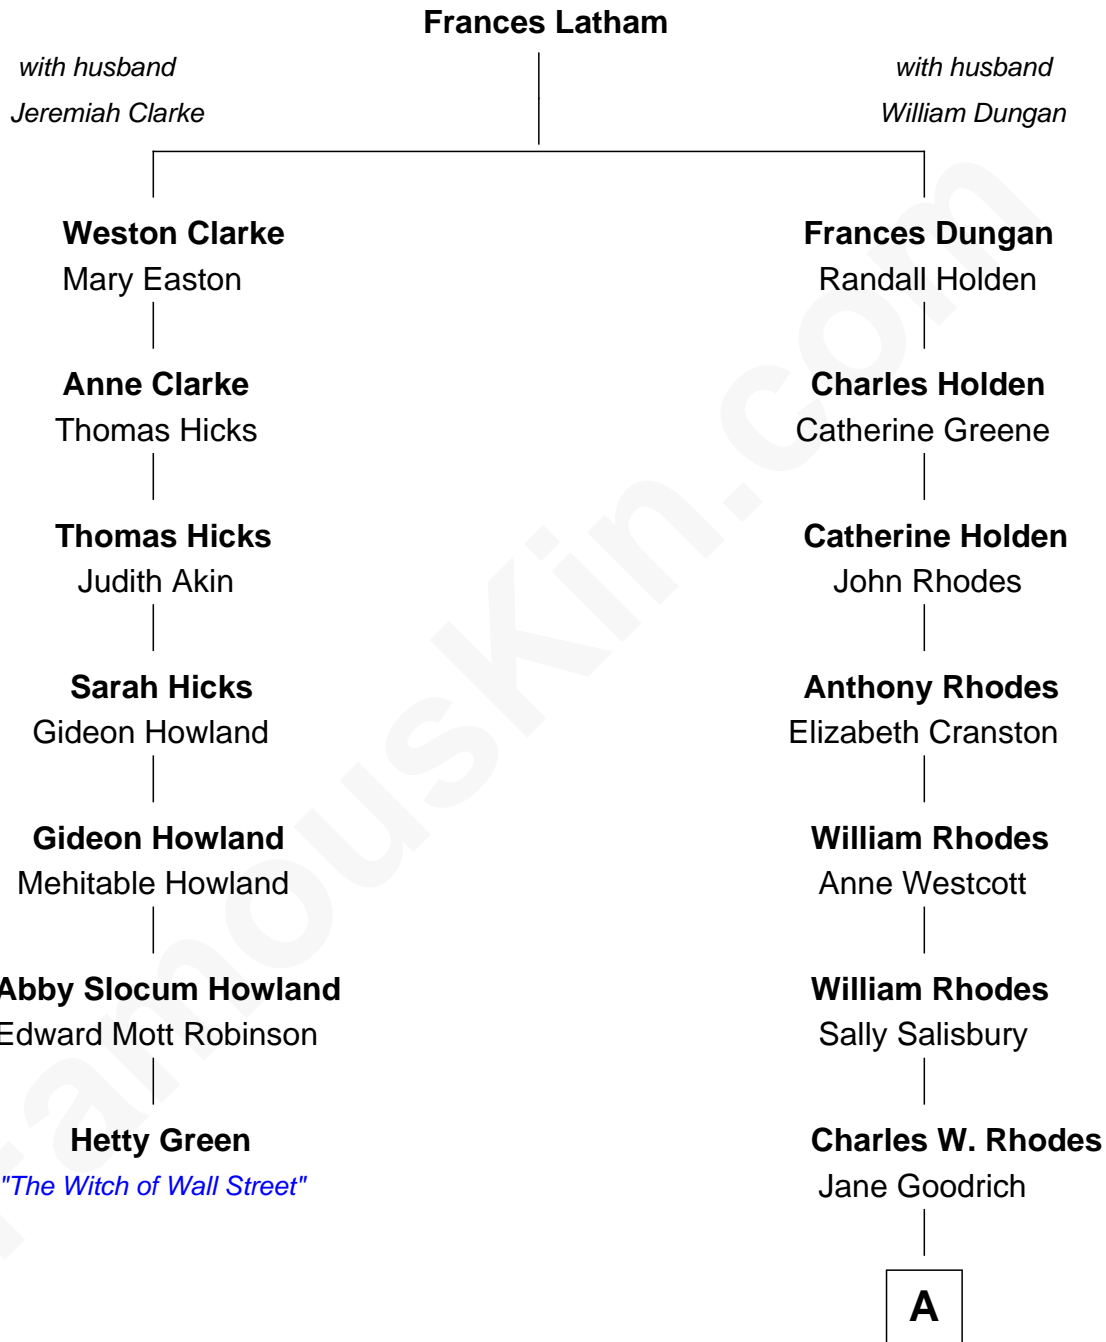 Frances Latham
with husband
Jeremiah Clarke
with husband
William Dungan
Weston Clarke
Mary Easton
Frances Dungan
Randall Holden
Anne Clarke
Thomas Hicks
Charles Holden
Catherine Greene
Thomas Hicks
Judith Akin
Catherine Holden
John Rhodes
Sarah Hicks
Gideon Howland
Anthony Rhodes
Elizabeth Cranston
Gideon Howland
Mehitable Howland
William Rhodes
Anne Westcott
Abby Slocum Howland
Edward Mott Robinson
William Rhodes
Sally Salisbury
Hetty Green
"The Witch of Wall Street"
Charles W. Rhodes
Jane Goodrich
A
FamousKin.com